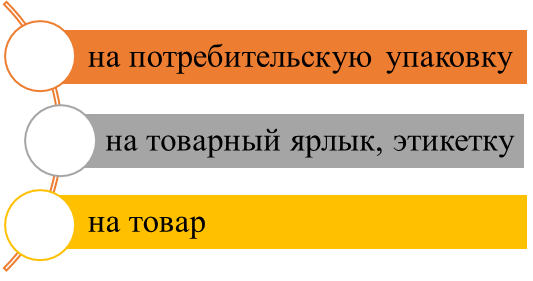 на потребительскую упаковку
на товарный ярлык, этикетку
на товар